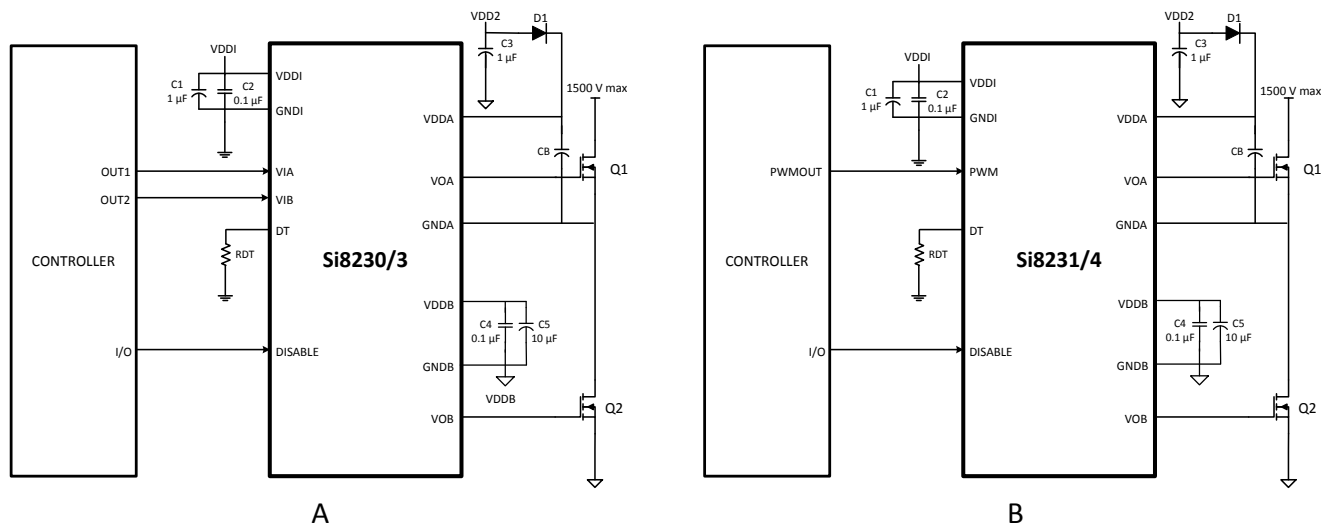 VDD2
D1
C3
1 µF
VDDI
C1
1 µF
C2
0.1 µF
VDDI
GNDI
1500 V max
VDDA
CB
OUT1
VIA
VOA
Q1
OUT2
VIB
GNDA
DT
RDT
CONTROLLER
Si8230/3
VDDB
C4
0.1 µF
C5
10 µF
I/O
DISABLE
GNDB
VDDB
VOB
Q2
A
VDD2
D1
C3
1 µF
VDDI
C1
1 µF
C2
0.1 µF
VDDI
GNDI
1500 V max
VDDA
CB
PWMOUT
PWM
VOA
Q1
GNDA
DT
RDT
CONTROLLER
Si8231/4
VDDB
C4
0.1 µF
C5
10 µF
I/O
DISABLE
GNDB
VOB
Q2
B